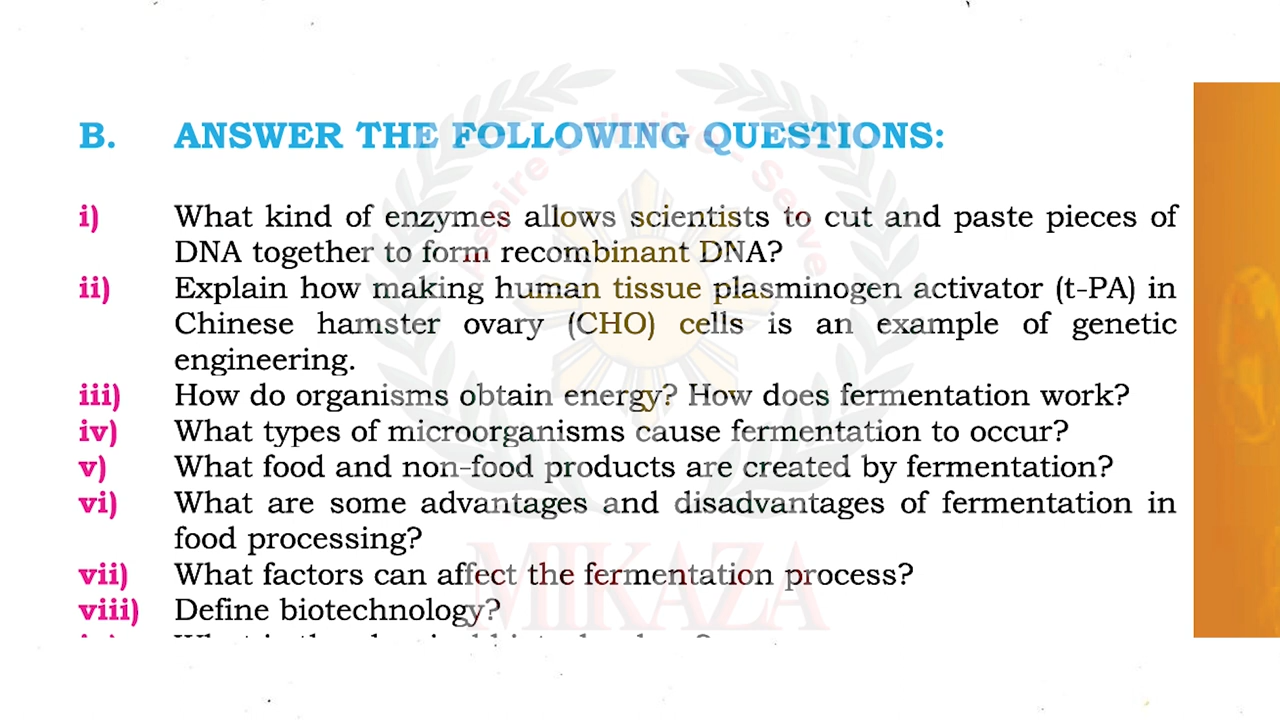 B. ANSWER THE FOLLOWING QUESTIONS:
i) What kind of enzymes allows scientists to cut and paste pieces of
DNA together to form recombinant DNA?
ii) Explain how making human tissue plasminogen activator (t-PA) in
Chinese hamster ovary (CHO) cells is an example of genetic
engineering.
iii) How do organisms obtain energy? How does fermentation work?
iv) What types of microorganisms cause fermentation to occur?
v) What food and non-food products are created by fermentation?
vi) What are some advantages and disadvantages of fermentation in
food processing?
vii) What factors can affect the fermentation process?
viii) Define biotechnology?
Aspire Serve
MIKAZA